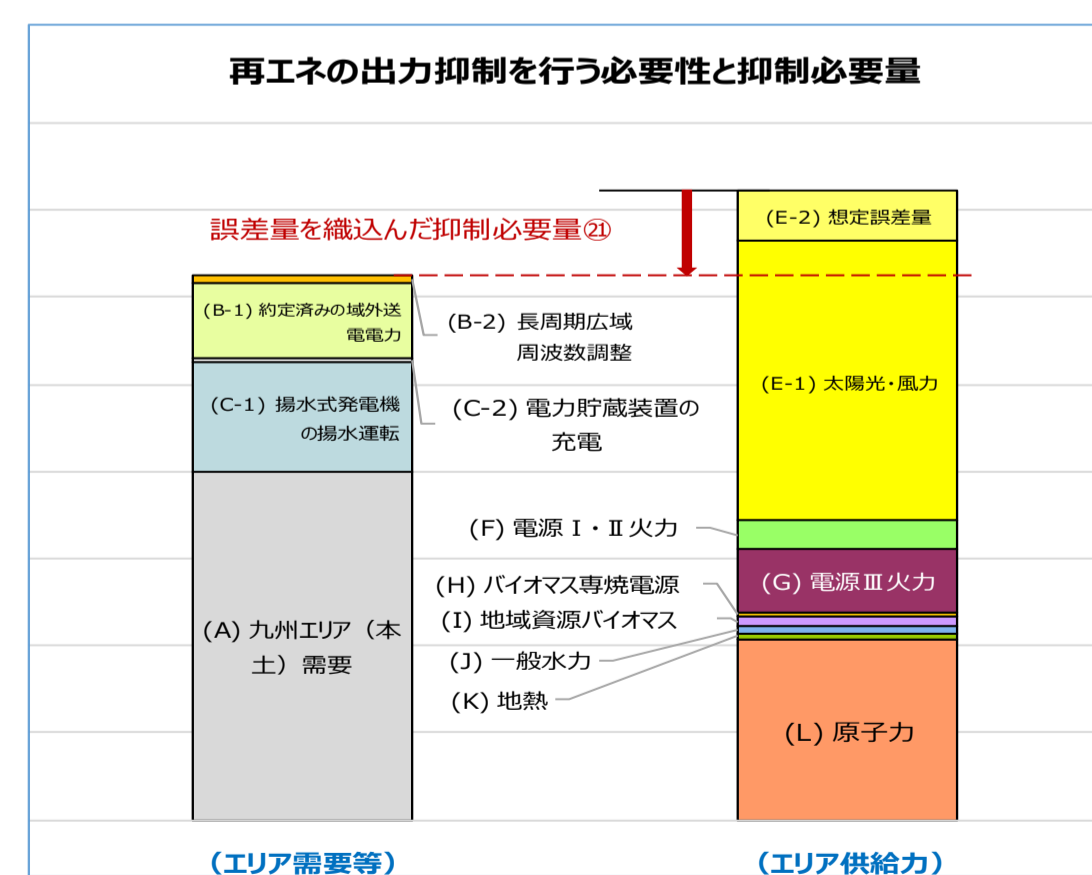 再エネの出力抑制を行う必要性と抑制必要量
誤差量を織込んだ抑制必要量㉑
(B-1) 約定済みの域外送
電電力
(C-1) 揚水式発電機
の揚水運転
(A) 九州エリア（本
土）需要
(B-2) 長周期広域
周波数調整
(C-2) 電力貯蔵装置の
充電
(F) 電源Ⅰ・Ⅱ火力
(H) バイオマス専焼電源
(I) 地域資源バイオマス
(J) 一般水力
(K) 地熱
(E-2) 想定誤差量
(E-1) 太陽光・風力
(G) 電源Ⅲ火力
(L) 原子力
（エリア需要等）
（エリア供給力）